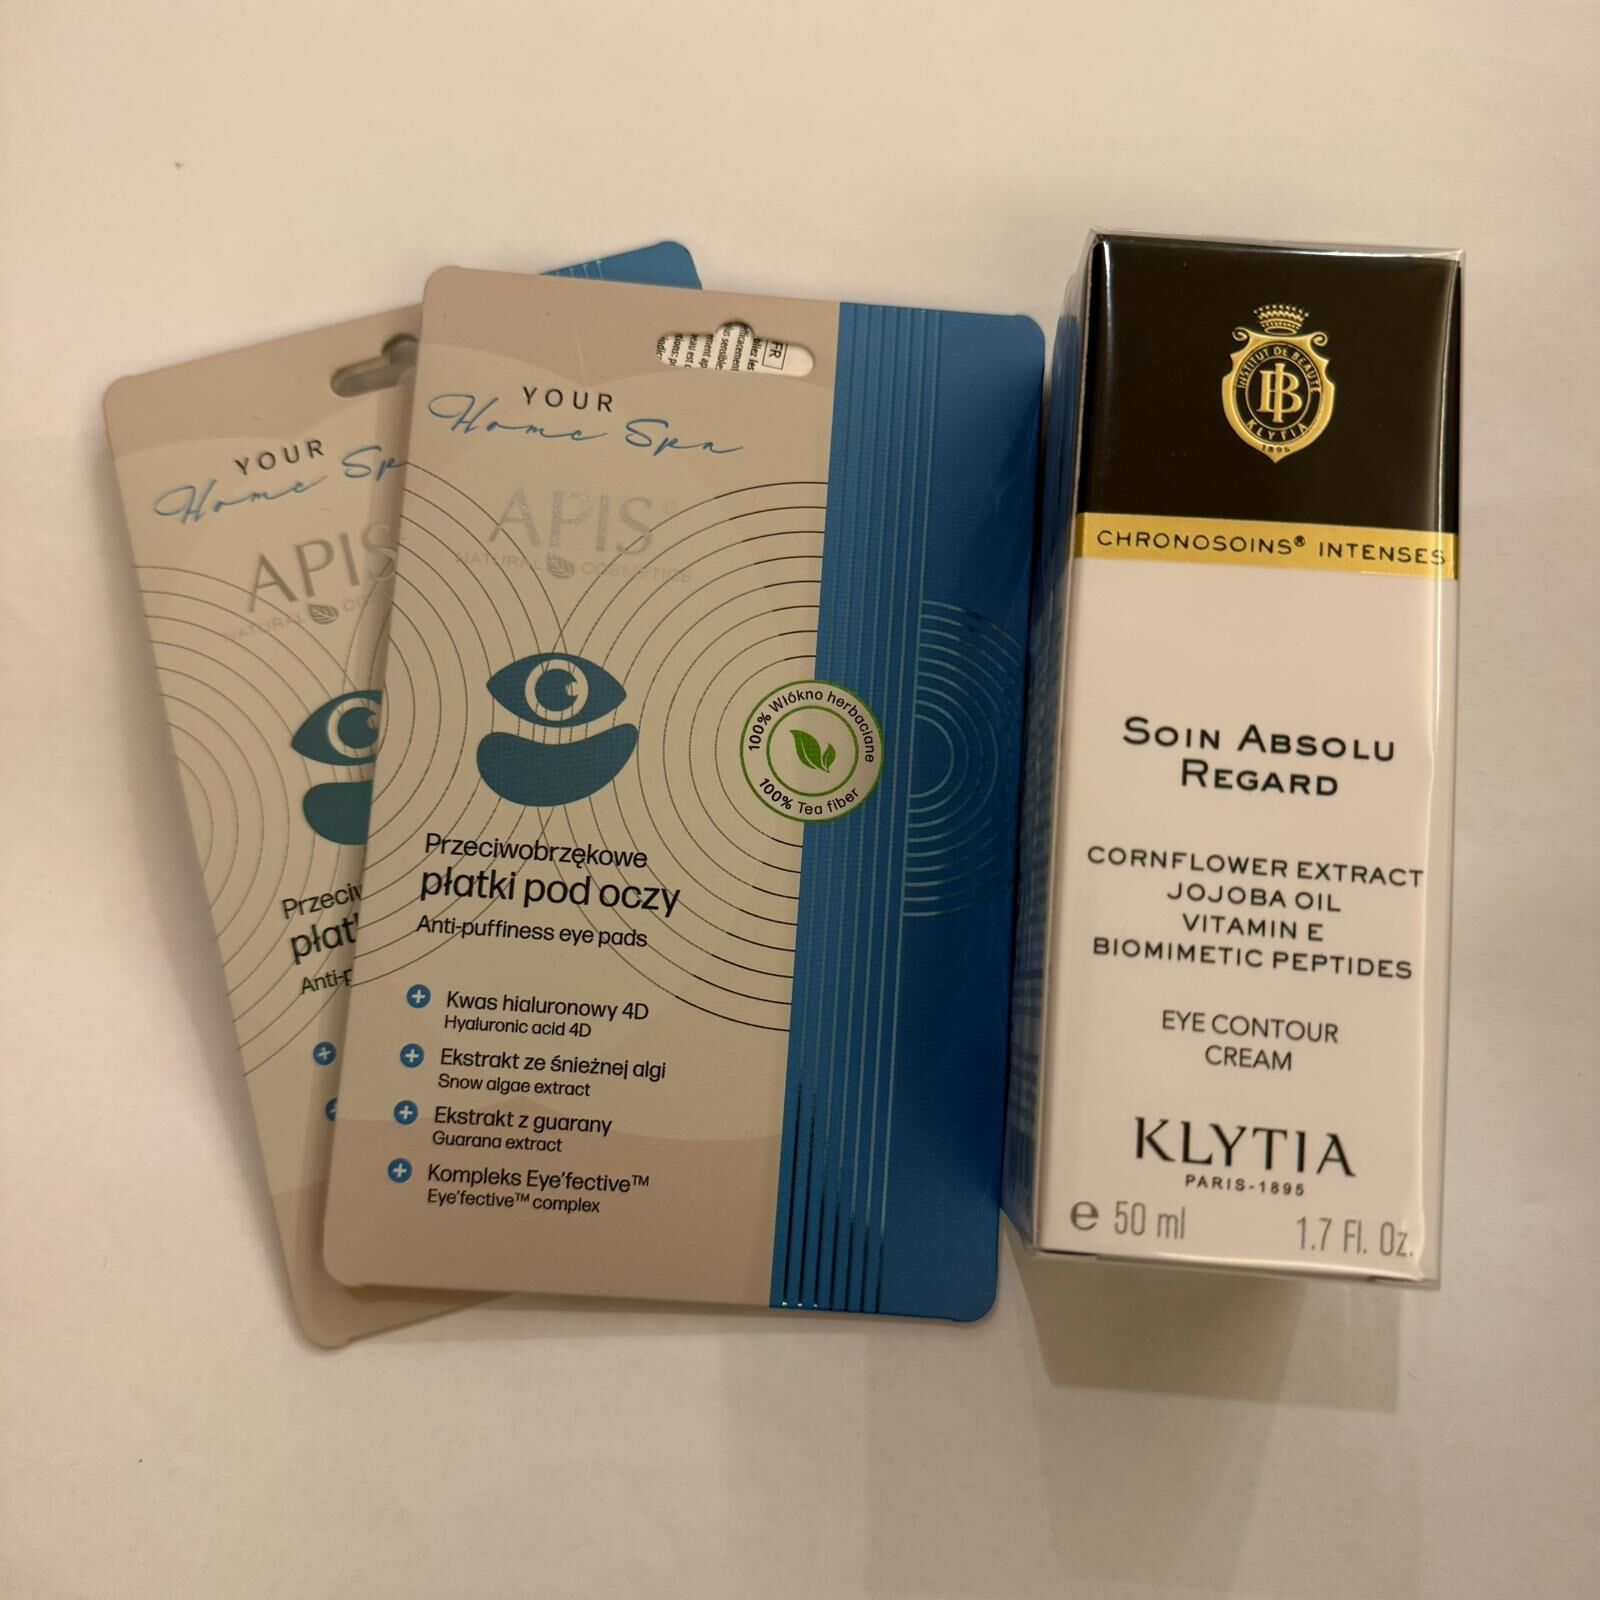 YOUR
Home Sp
APIS
NATURAL COS
Przeciw
płat
Anti-p
FR
YOUR
Home Spa
APIS®
NATURAL COSMETICS
100% Włókno herbaciane
100% Tea fiber
Przeciwobrzękowe
płatki pod oczy
Anti-puffiness eye pads
Kwas hialuronowy 4D
Hyaluronic acid 4D
Ekstrakt ze śnieżnej algi
Snow algae extract
Ekstrakt z guarany
Guarana extract
Kompleks Eye'fective™
Eye'fective™ complex
INSTITUT DE BEAUTÉ
IB
KLYTIA
1895
CHRONOSOINS® INTENSES
SOIN ABSOLU
REGARD
CORNFLOWER EXTRACT
JOJOBA OIL
VITAMIN E
BIOMIMETIC PEPTIDES
EYE CONTOUR
CREAM
KLYTIA
PARIS-1895
e 50 ml 1.7 Fl. Oz.